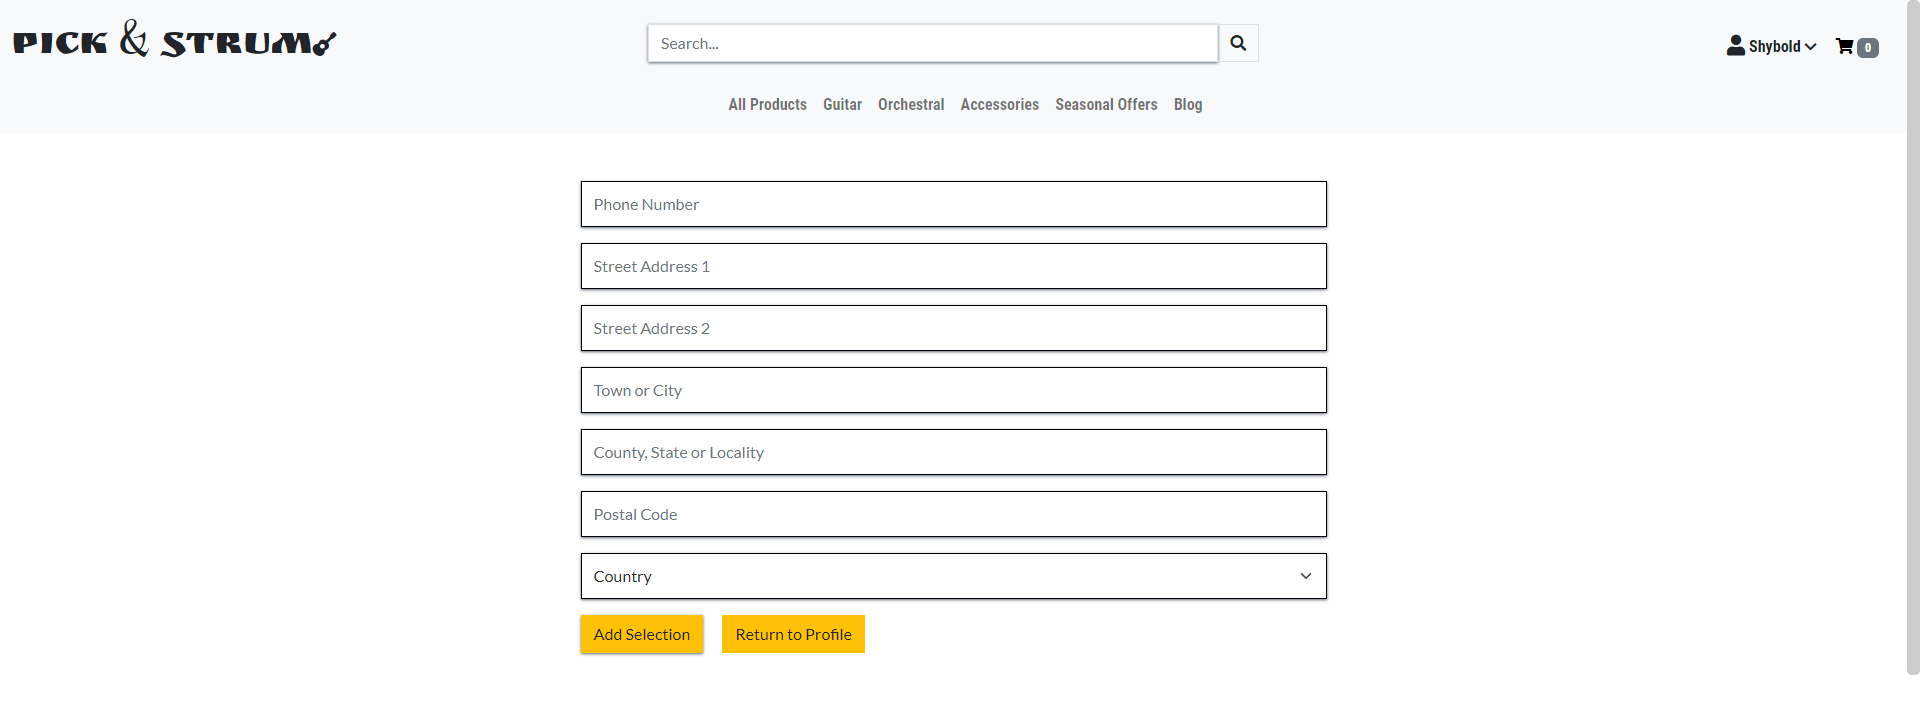 PICK & STRUM
Search...
Shybold
0
All Products Guitar Orchestral Accessories Seasonal Offers Blog
Phone Number
Street Address 1
Street Address 2
Town or City
County, State or Locality
Postal Code
Country
Add Selection Return to Profile